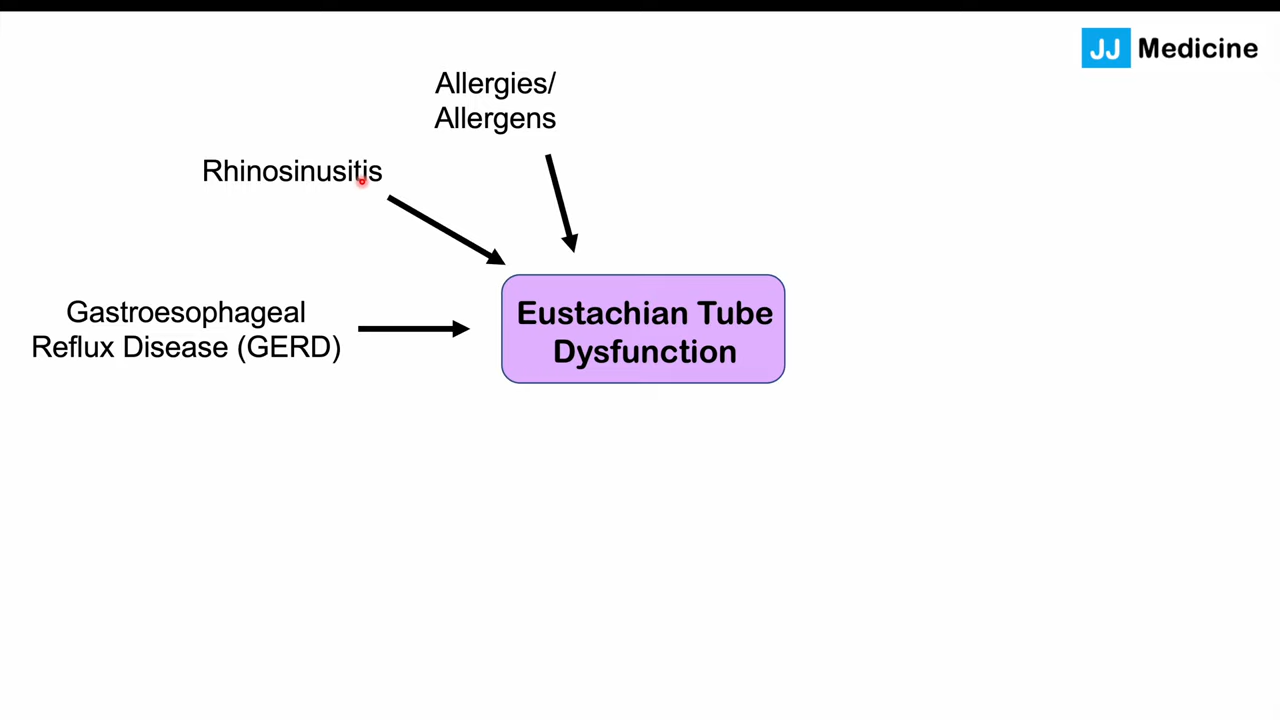 JJ Medicine
Allergies/
Allergens
Rhinosinusitis
Gastroesophageal
Reflux Disease (GERD)
Eustachian Tube
Dysfunction